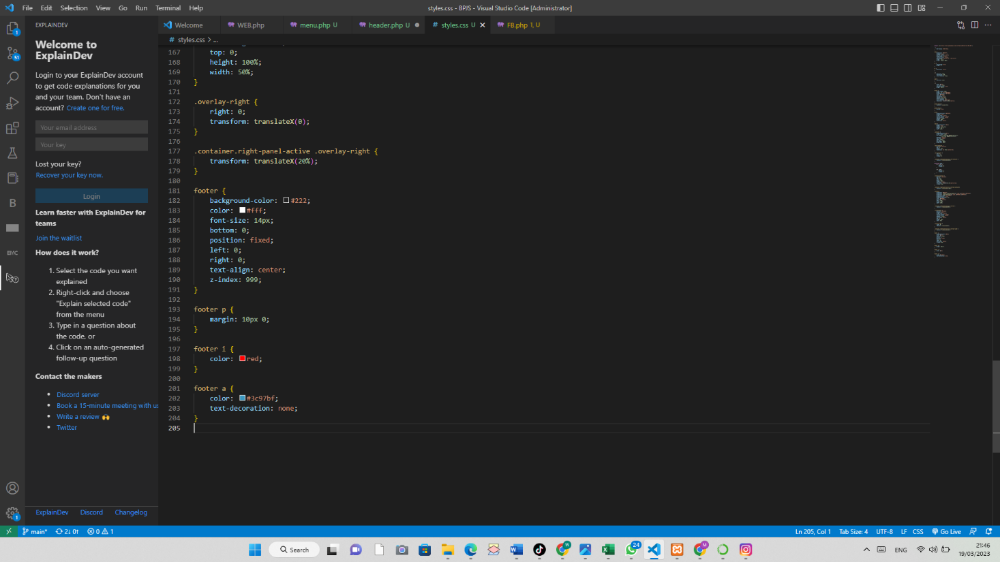 File Edit Selection View Go Run Terminal Help
styles.css - BPJS - Visual Studio Code [Administrator]
EXPLAINDEV
Welcome
WEB.php
menu.php U
header.php U
# styles.css U
FB.php 1, U
# styles.css > ...
Welcome to
ExplainDev
Login to your ExplainDev account
to get code explanations for you
and your team. Don't have an
account? Create one for free.
Your email address
Your key
Lost your key?
Recover your key now.
Login
Learn faster with ExplainDev for
teams
Join the waitlist
How does it work?
1. Select the code you want
explained
2. Right-click and choose
"Explain selected code"
from the menu
3. Type in a question about
the code, or
4. Click on an auto-generated
follow-up question
Contact the makers
• Discord server
• Book a 15-minute meeting with us
• Write a review 🙌
• Twitter
ExplainDev Discord Changelog
1
51
B
EMC
1
167 top: 0;
168 height: 100%;
169 width: 50%;
170 }
171
172 .overlay-right {
173 right: 0;
174 transform: translateX(0);
175 }
176
177 .container.right-panel-active .overlay-right {
178 transform: translateX(20%);
179 }
180
181 footer {
182 background-color: #222;
183 color: #fff;
184 font-size: 14px;
185 bottom: 0;
186 position: fixed;
187 left: 0;
188 right: 0;
189 text-align: center;
190 z-index: 999;
191 }
192
193 footer p {
194 margin: 10px 0;
195 }
196
197 footer i {
198 color: red;
199 }
200
201 footer a {
202 color: #3c97bf;
203 text-decoration: none;
204 }
205
main* 2↓ 0↑ 0 1
Ln 205, Col 1 Tab Size: 4 UTF-8 LF CSS Go Live
Search
W
24
M
ENG
21:46
19/03/2023